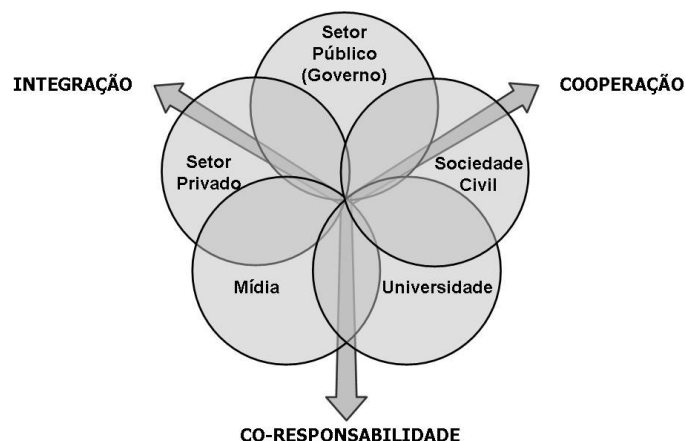 Setor
Público
(Governo)
INTEGRAÇÃO
COOPERAÇÃO
Setor
Privado
Sociedade
Civil
Mídia
Universidade
CO-RESPONSABILIDADE